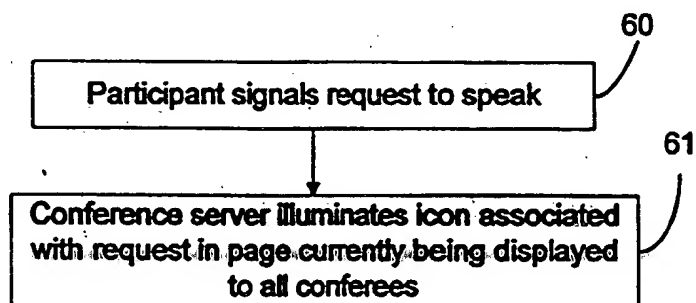 60
Participant signals request to speak
61
Conference server illuminates icon associated
with request in page currently being displayed
to all conferees